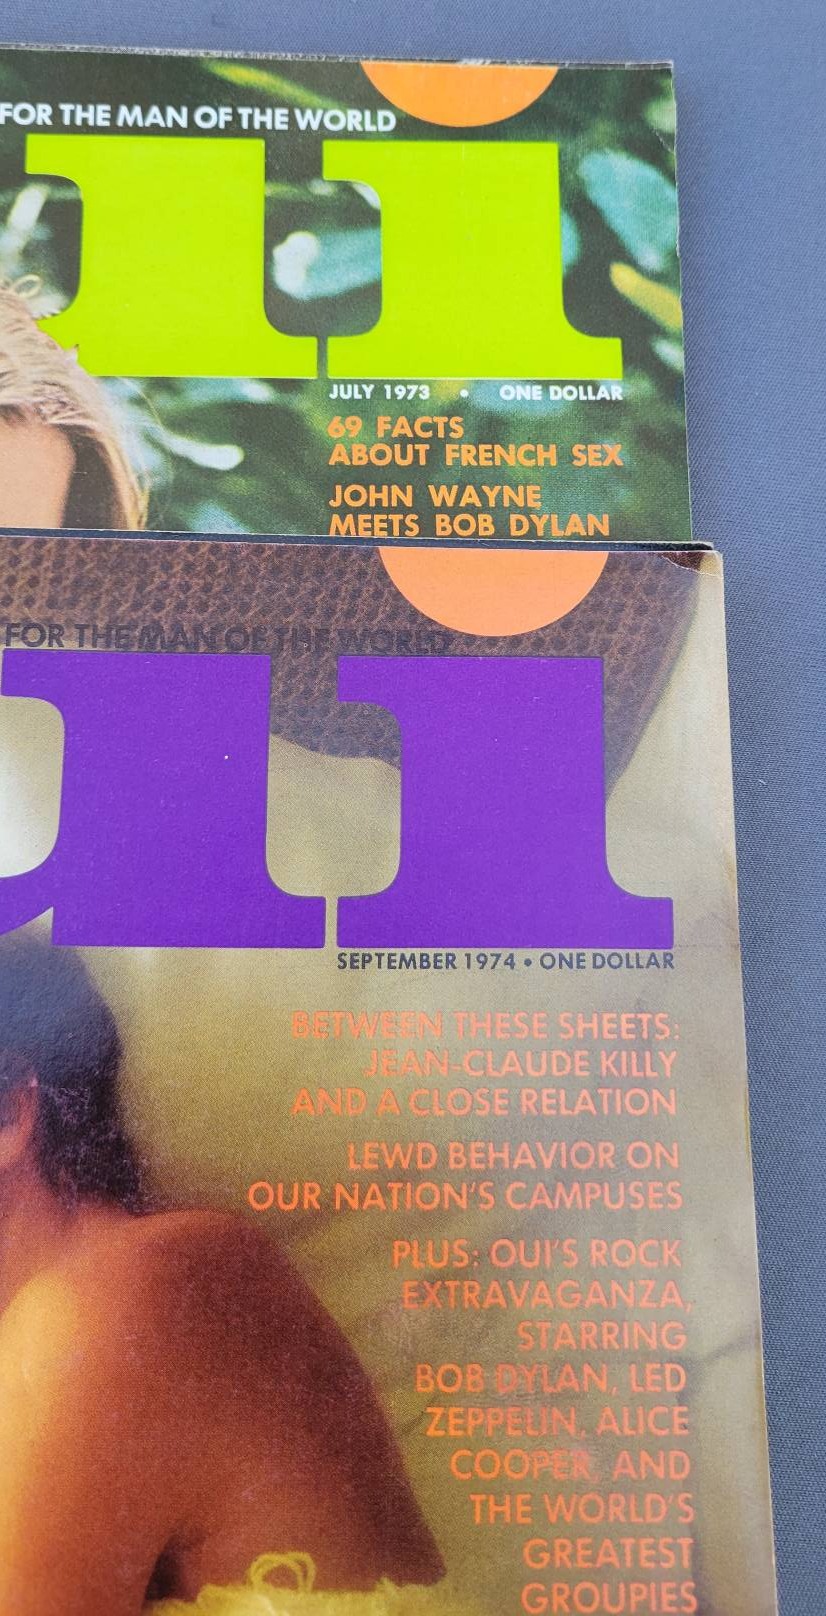 FOR THE MAN OF THE WORLD
ui
JULY 1973 • ONE DOLLAR
69 FACTS
ABOUT FRENCH SEX
JOHN WAYNE
MEETS BOB DYLAN
FOR THE MAN OF THE WORLD
ui
SEPTEMBER 1974 • ONE DOLLAR
BETWEEN THESE SHEETS:
JEAN-CLAUDE KILLY
AND A CLOSE RELATION
LEWD BEHAVIOR ON
OUR NATION'S CAMPUSES
PLUS: OUI'S ROCK
EXTRAVAGANZA,
STARRING
BOB DYLAN, LED
ZEPPELIN, ALICE
COOPER, AND
THE WORLD'S
GREATEST
GROUPIES